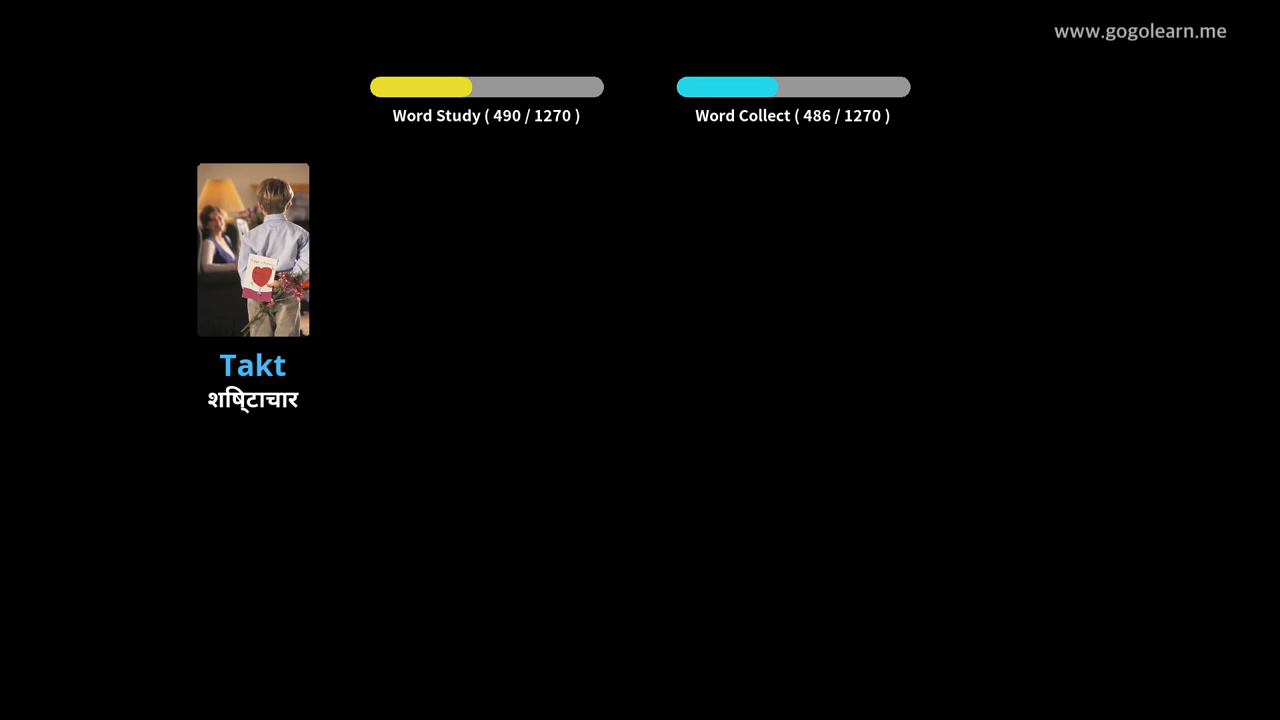 www.gogolearn.me
Word Study ( 490 / 1270 )
Word Collect ( 486 / 1270 )
Takt
शषि्टाचार